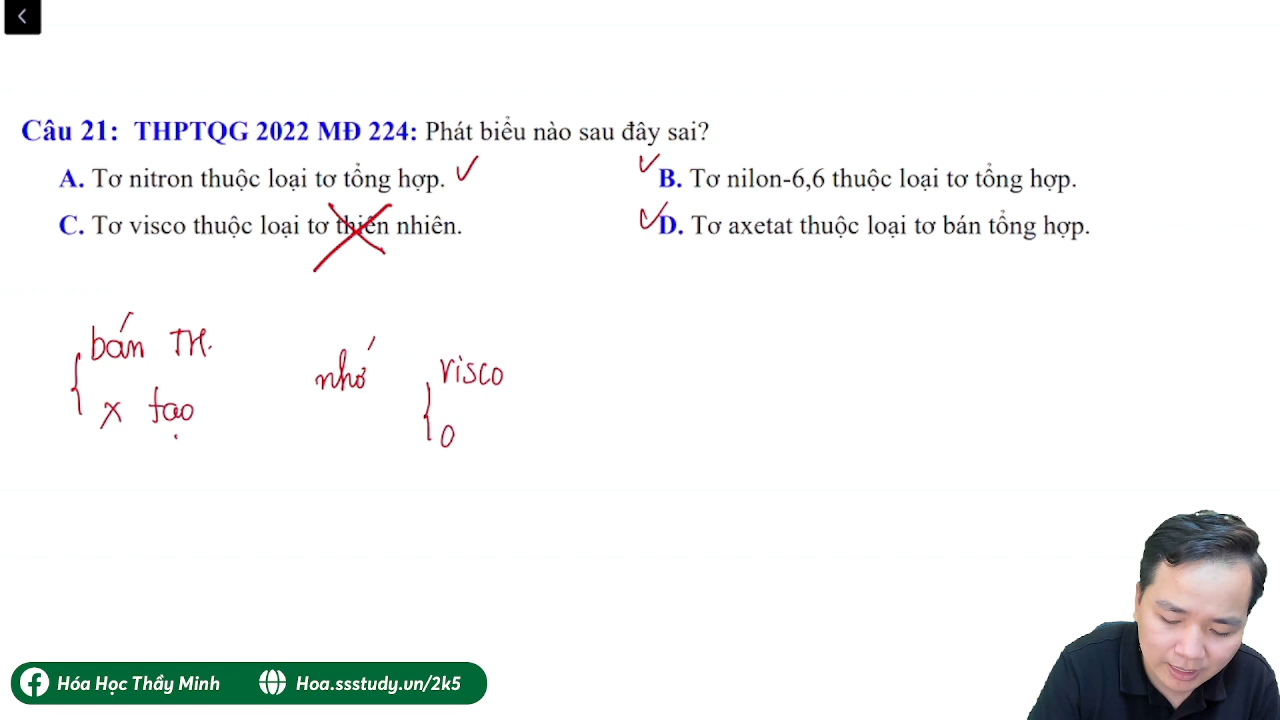 Câu 21: THPTQG 2022 MĐ 224: Phát biểu nào sau đây sai?
A. Tơ nitron thuộc loại tơ tổng hợp.
B. Tơ nilon-6,6 thuộc loại tơ tổng hợp.
C. Tơ visco thuộc loại tơ thiên nhiên.
D. Tơ axetat thuộc loại tơ bán tổng hợp.
bán TH.
x tạo
nhớ
visco
Hóa Học Thầy Minh
Hoa.ssstudy.vn/2k5